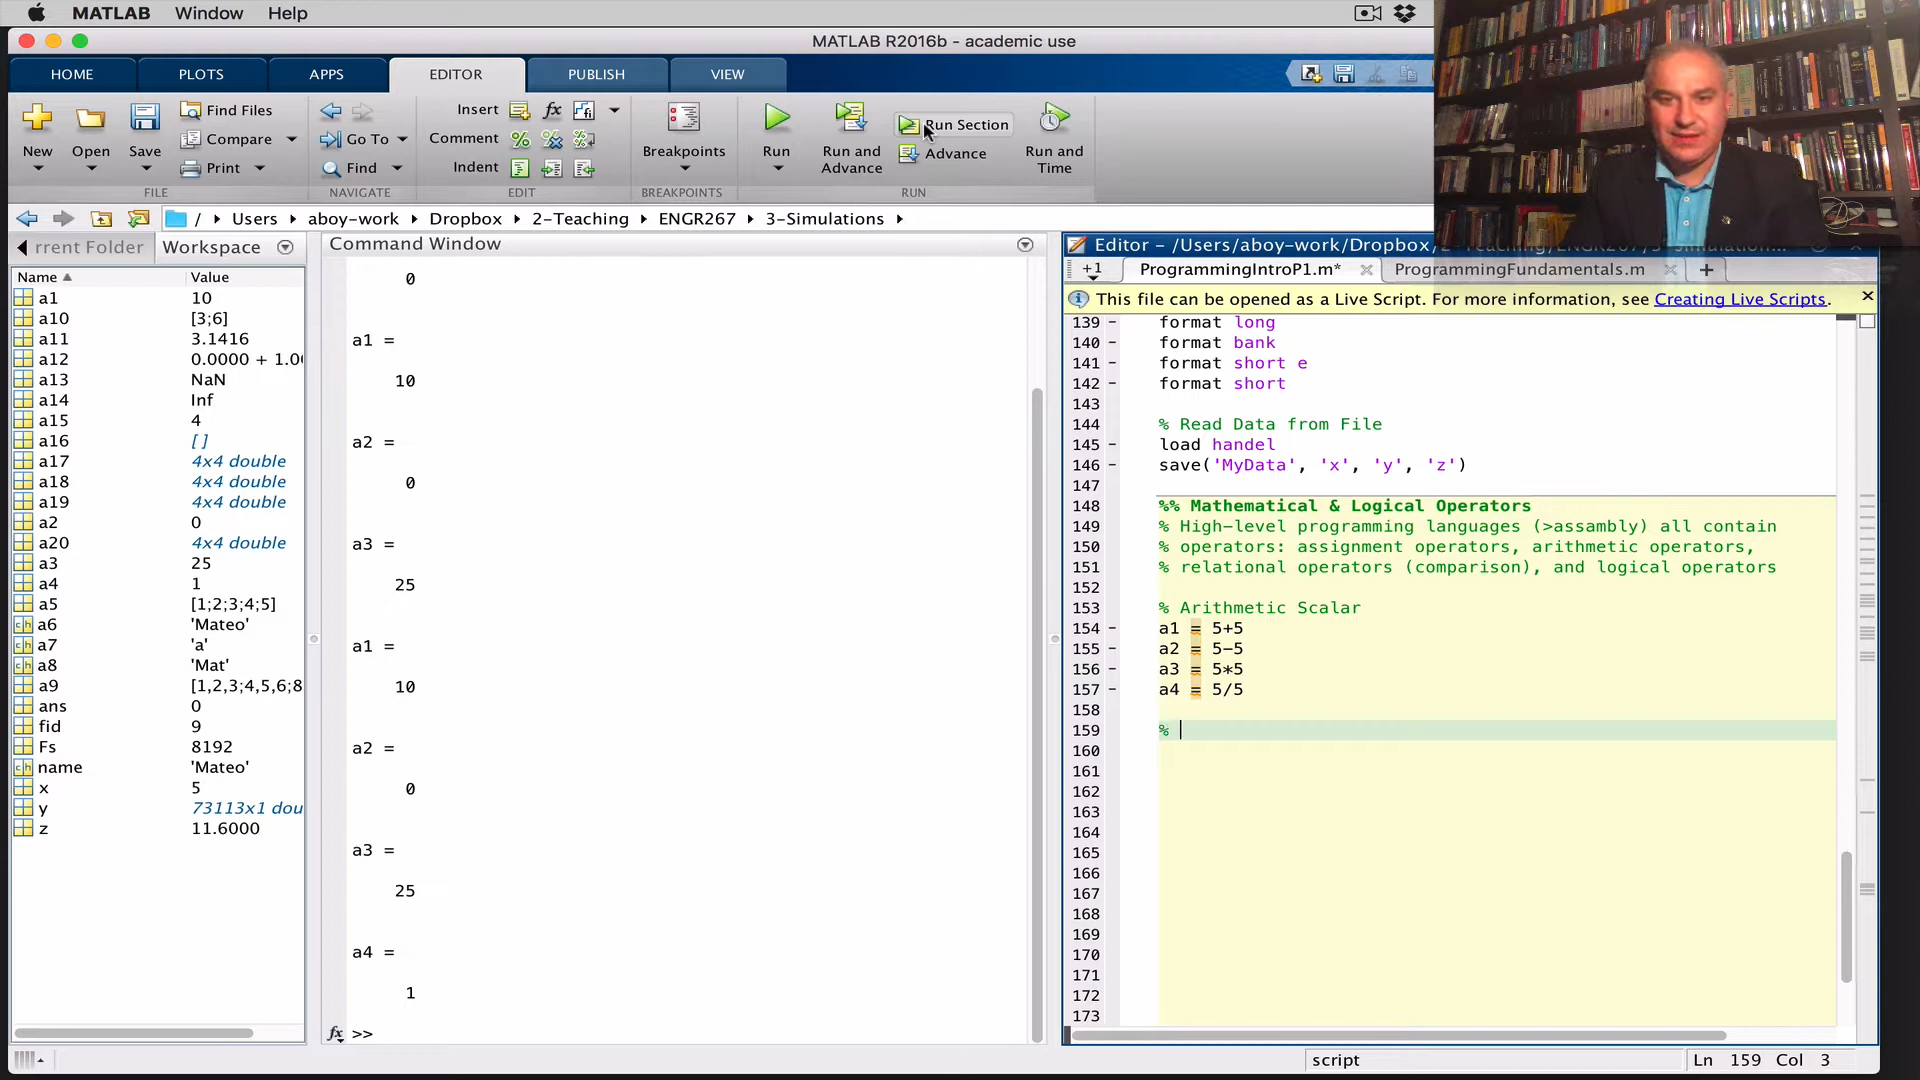 MATLAB Window Help
MATLAB R2016b - academic use
HOME PLOTS APPS EDITOR PUBLISH VIEW
New
Open
Save
Find Files
Compare
Print
FILE
Go To
Find
NAVIGATE
Insert fx
Comment
Indent
EDIT
Breakpoints
BREAKPOINTS
Run
Run and
Advance
Run Section
Advance
Run and
Time
RUN
/ Users aboy-work Dropbox 2-Teaching ENGR267 3-Simulations
rrent Folder Workspace
Name Value
a1 10
a10 [3;6]
a11 3.1416
a12 0.0000 + 1.0
a13 NaN
a14 Inf
a15 4
a16 []
a17 4x4 double
a18 4x4 double
a19 4x4 double
a2 0
a20 4x4 double
a3 25
a4 1
a5 [1;2;3;4;5]
a6 'Mateo'
a7 'a'
a8 'Mat'
a9 [1,2,3;4,5,6;8
ans 0
fid 9
Fs 8192
name 'Mateo'
x 5
y 73113x1 dou
z 11.6000
Command Window
0
a1 =
10
a2 =
0
a3 =
25
a1 =
10
a2 =
0
a3 =
25
a4 =
1
fx >>
Editor - /Users/aboy-work/Dropbox/2-Teaching/ENGR267/3-Simulation...
+1 ProgrammingIntroP1.m* ProgrammingFundamentals.m +
This file can be opened as a Live Script. For more information, see Creating Live Scripts.
139 - format long
140 - format bank
141 - format short e
142 - format short
143
144 % Read Data from File
145 - load handel
146 - save('MyData', 'x', 'y', 'z')
147
148 %% Mathematical & Logical Operators
149 % High-level programming languages (>assambly) all contain
150 % operators: assignment operators, arithmetic operators,
151 % relational operators (comparison), and logical operators
152
153 % Arithmetic Scalar
154 - a1 = 5+5
155 - a2 = 5-5
156 - a3 = 5*5
157 - a4 = 5/5
158
159 %
160
161
162
163
164
165
166
167
168
169
170
171
172
173
script Ln 159 Col 3